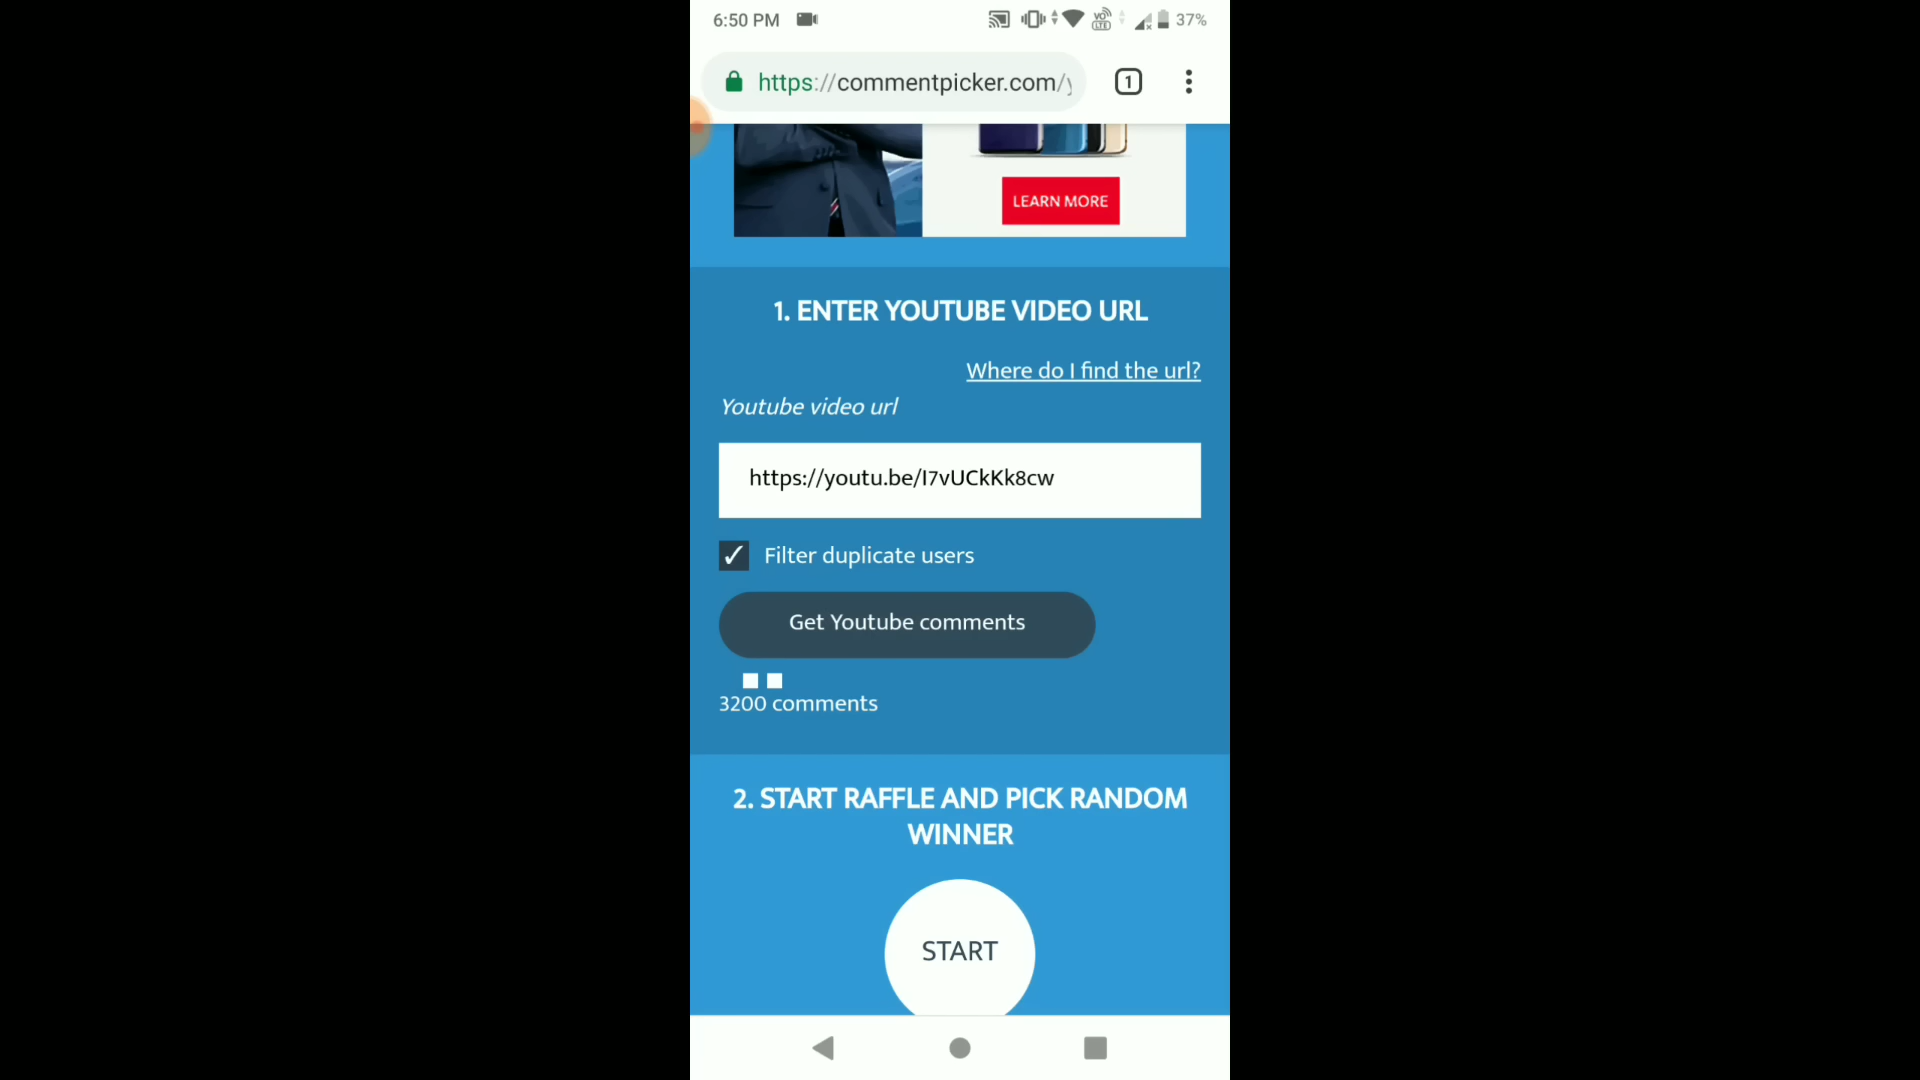 6:50 PM
VO LTE
37%
https://commentpicker.com/y
1
LEARN MORE
1. ENTER YOUTUBE VIDEO URL
Where do I find the url?
Youtube video url
https://youtu.be/I7vUCkKk8cw
Filter duplicate users
Get Youtube comments
3200 comments
2. START RAFFLE AND PICK RANDOM
WINNER
START